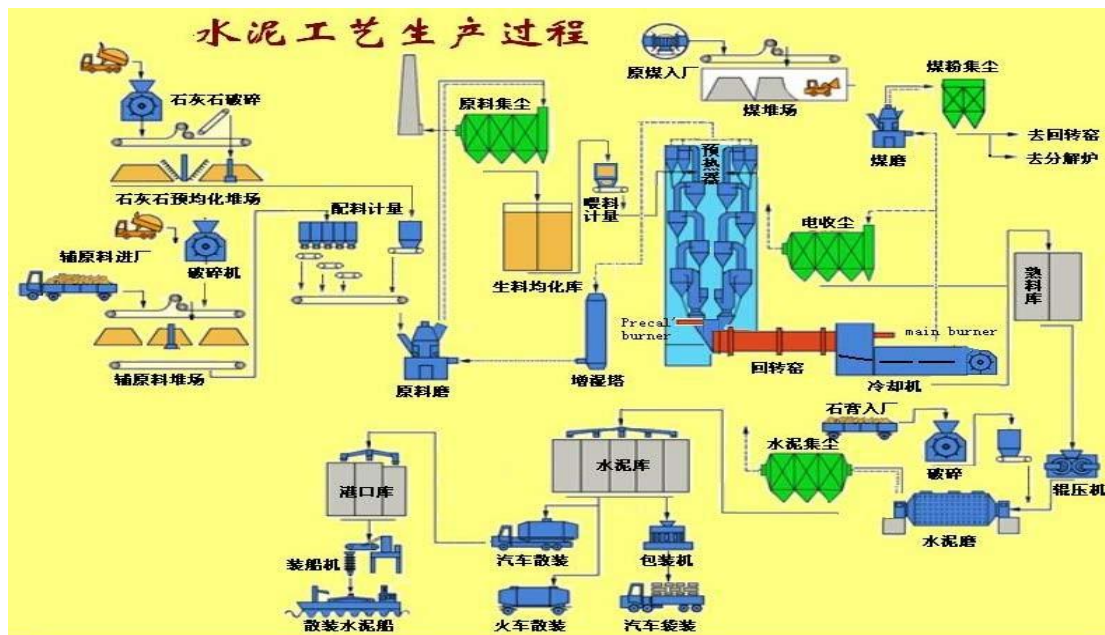 水泥工艺生产过程
石灰石破碎
石灰石预均化堆场
辅原料进厂
破碎机
辅原料堆场
配料计量
原料磨
原料集尘
生料均化库
喂料
计量
增湿塔
预热器
原煤入厂
煤堆场
煤磨
煤粉集尘
去回转窑
去分解炉
电收尘
Precal
burner
回转窑
main burner
冷却机
熟料库
石膏入厂
破碎
辊压机
水泥磨
水泥集尘
水泥库
港口库
装船机
散装水泥船
汽车散装
火车散装
包装机
汽车袋装